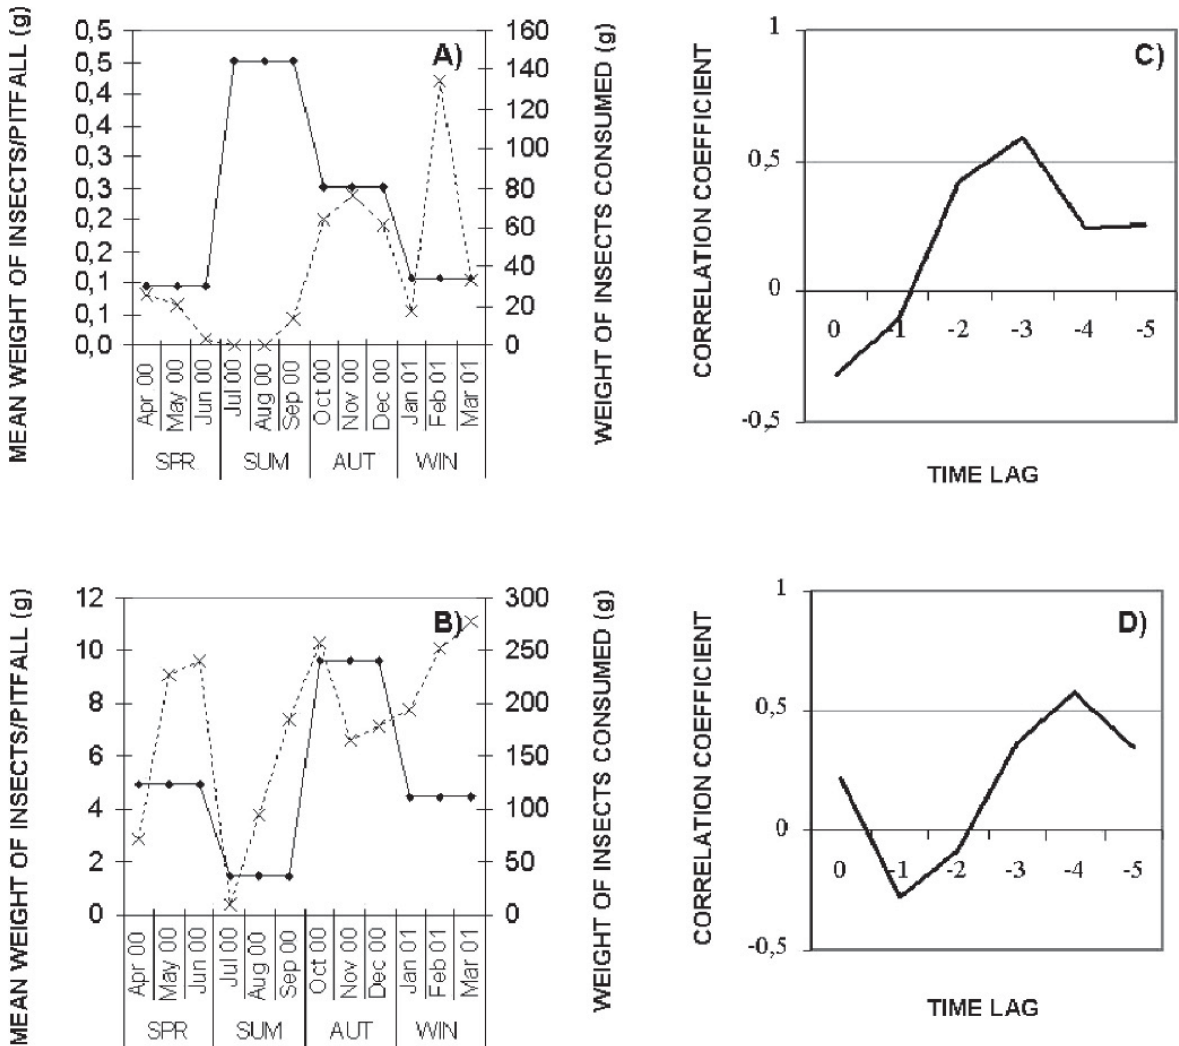 A)
MEAN WEIGHT OF INSECTS/PITFALL (g)
0,5
0,5
0,4
0,4
0,3
0,3
0,2
0,2
0,1
0,1
0,0
160
140
120
100
80
60
40
20
0
WEIGHT OF INSECTS CONSUMED (g)
Apr 00
May 00
Jun 00
Jul 00
Aug 00
Sep 00
Oct 00
Nov 00
Dec 00
Jan 01
Feb 01
Mar 01
SPR SUM AUT WIN
C)
CORRELATION COEFFICIENT
1
0,5
0
-0,5
0 -1 -2 -3 -4 -5
TIME LAG
B)
MEAN WEIGHT OF INSECTS/PITFALL (g)
12
10
8
6
4
2
0
300
250
200
150
100
50
0
WEIGHT OF INSECTS CONSUMED (g)
Apr 00
May 00
Jun 00
Jul 00
Aug 00
Sep 00
Oct 00
Nov 00
Dec 00
Jan 01
Feb 01
Mar 01
SPR SUM AUT WIN
D)
CORRELATION COEFFICIENT
1
0,5
0
-0,5
0 -1 -2 -3 -4 -5
TIME LAG